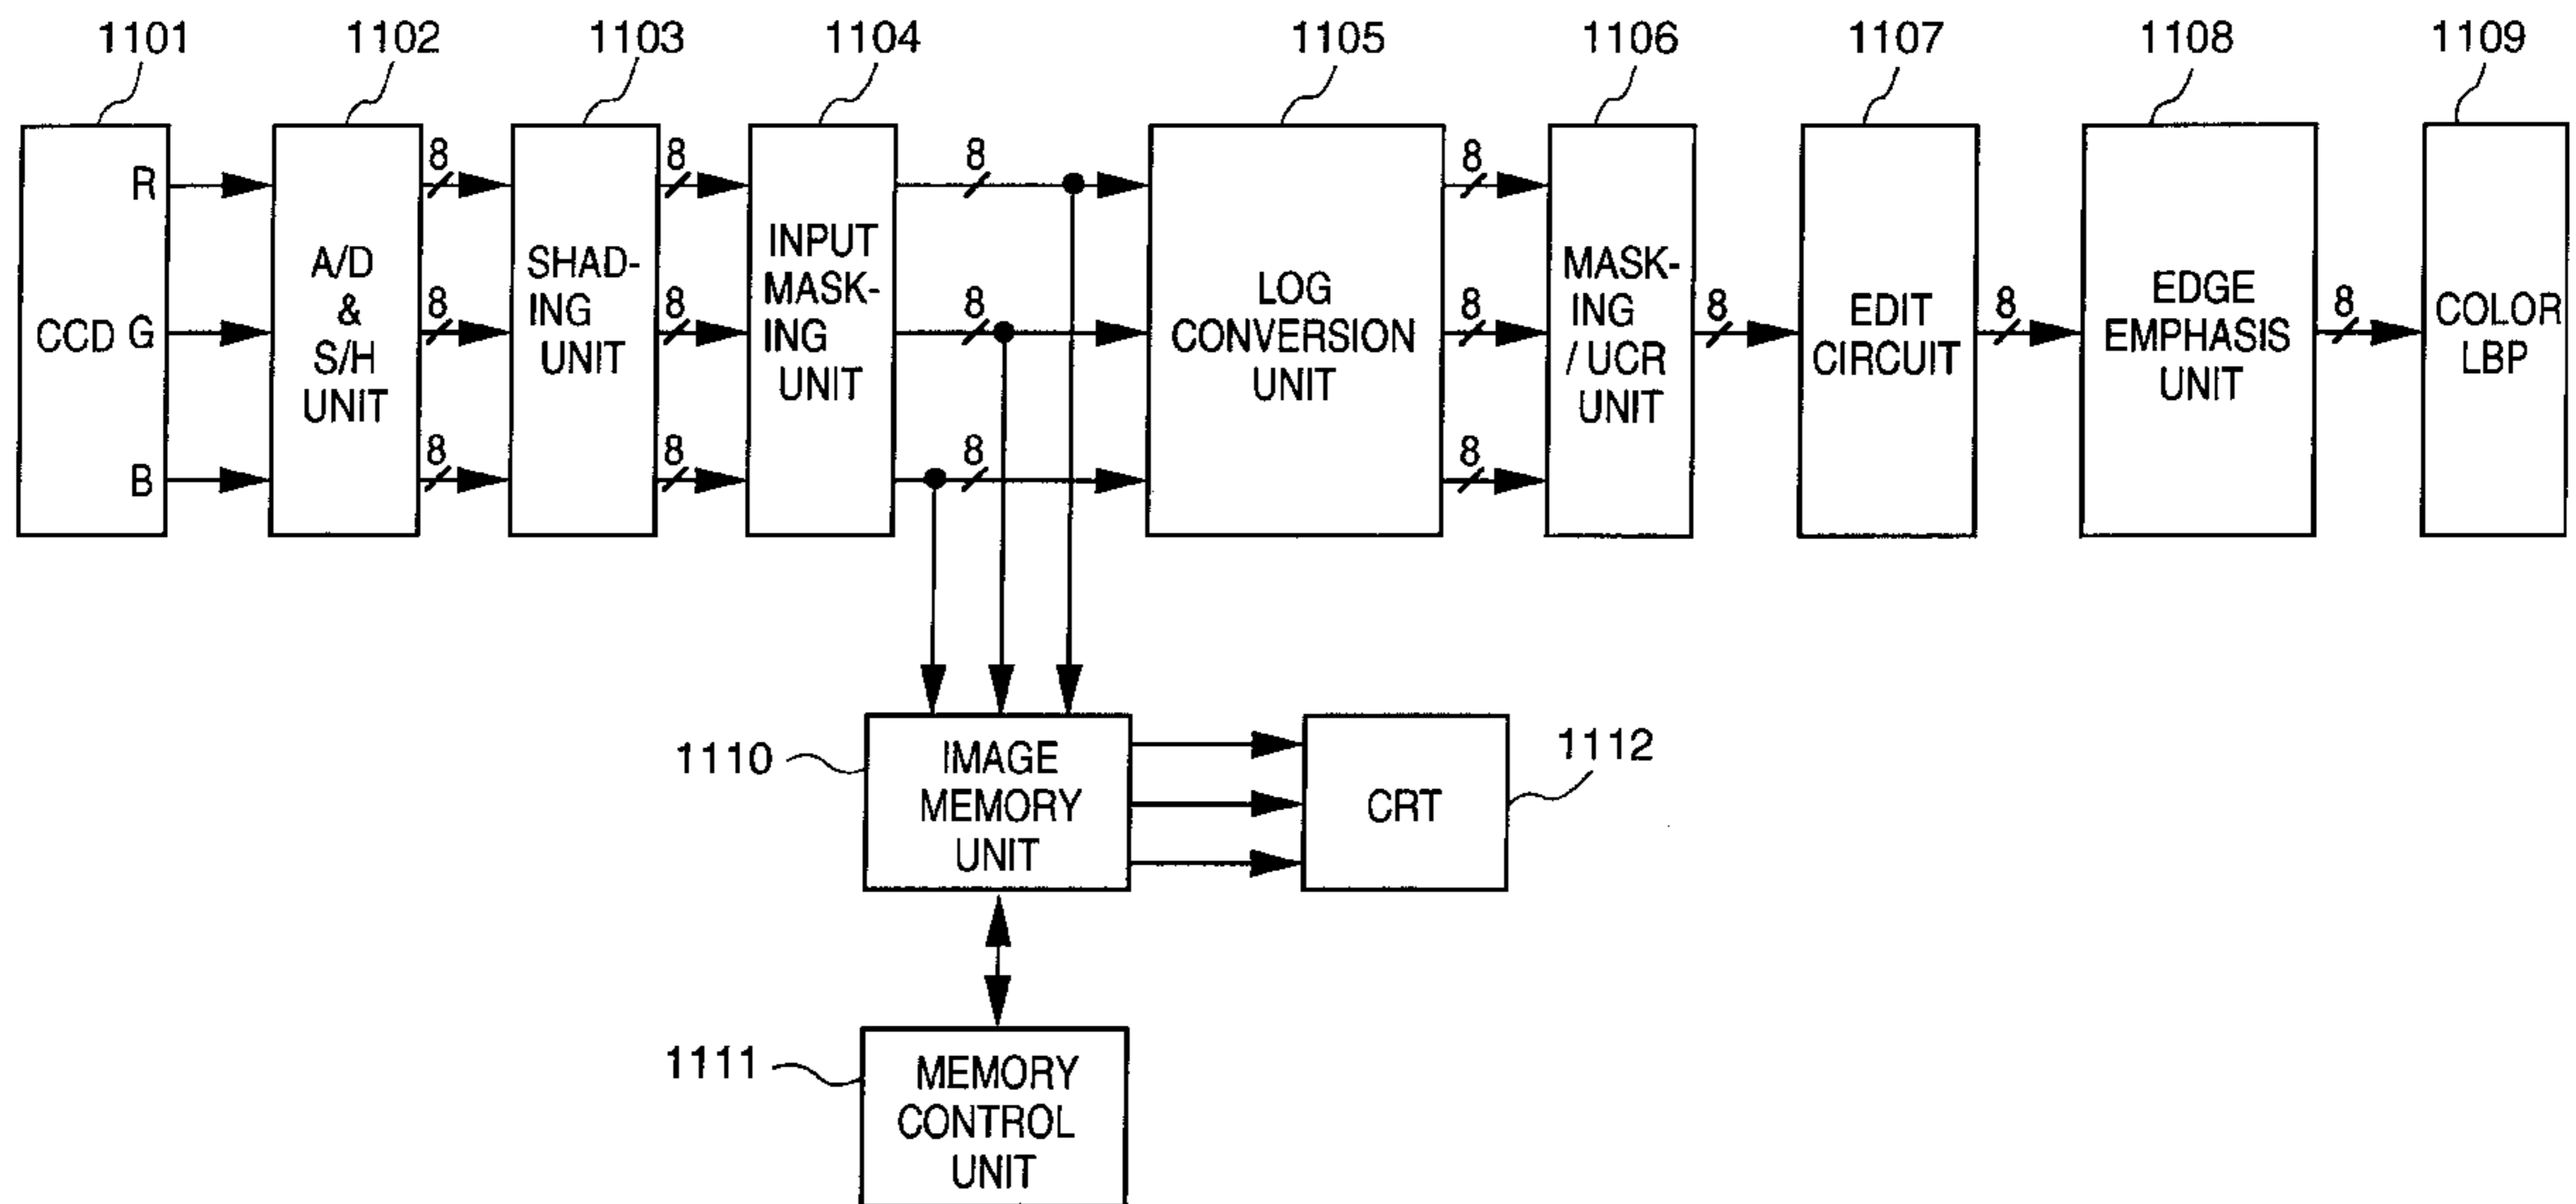 1101
1102
1103
1104
1105
1106
1107
1108
1109
CCD
R
G
B
A/D
&
S/H
UNIT
8
8
8
SHAD-
ING
UNIT
8
8
8
INPUT
MASK-
ING
UNIT
8
8
8
LOG
CONVERSION
UNIT
8
8
8
MASK-
ING
/ UCR
UNIT
8
EDIT
CIRCUIT
8
EDGE
EMPHASIS
UNIT
8
COLOR
LBP
1110
IMAGE
MEMORY
UNIT
CRT
1112
1111
MEMORY
CONTROL
UNIT